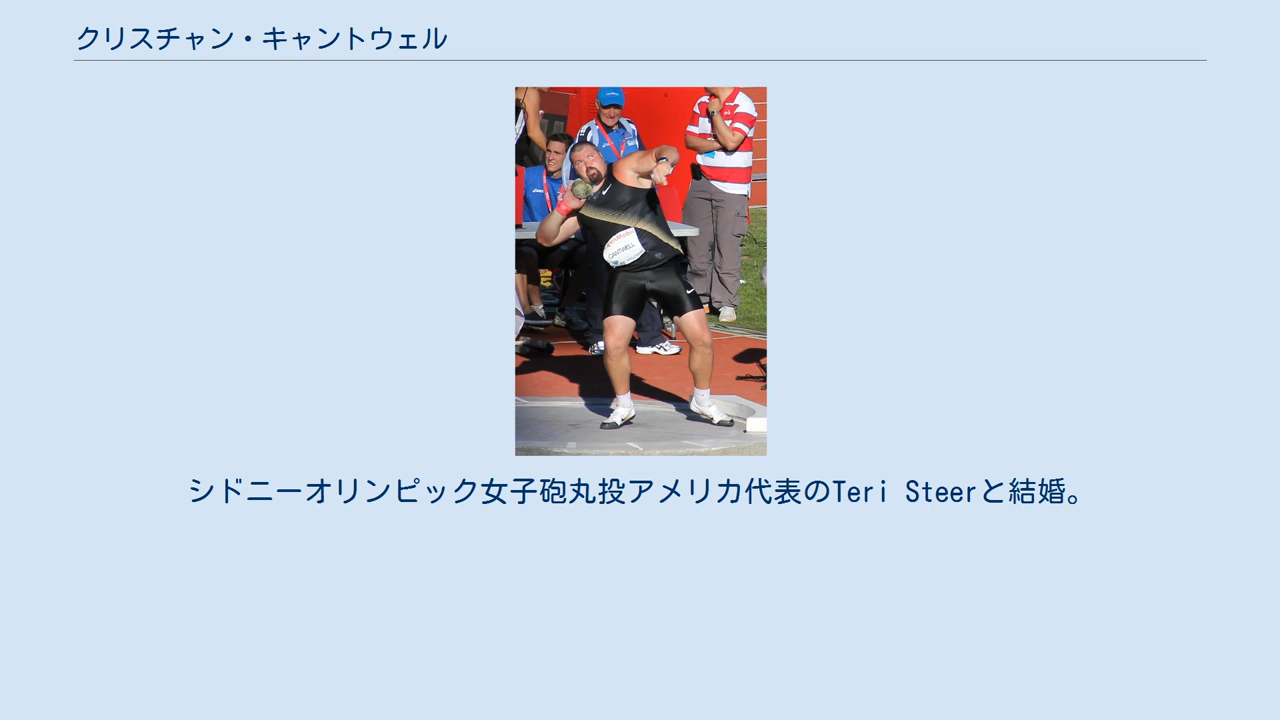 クリスチャン・キャントウェル
CANTWELL
シドニーオリンピック女子砲丸投アメリカ代表のTeri Steerと結婚。